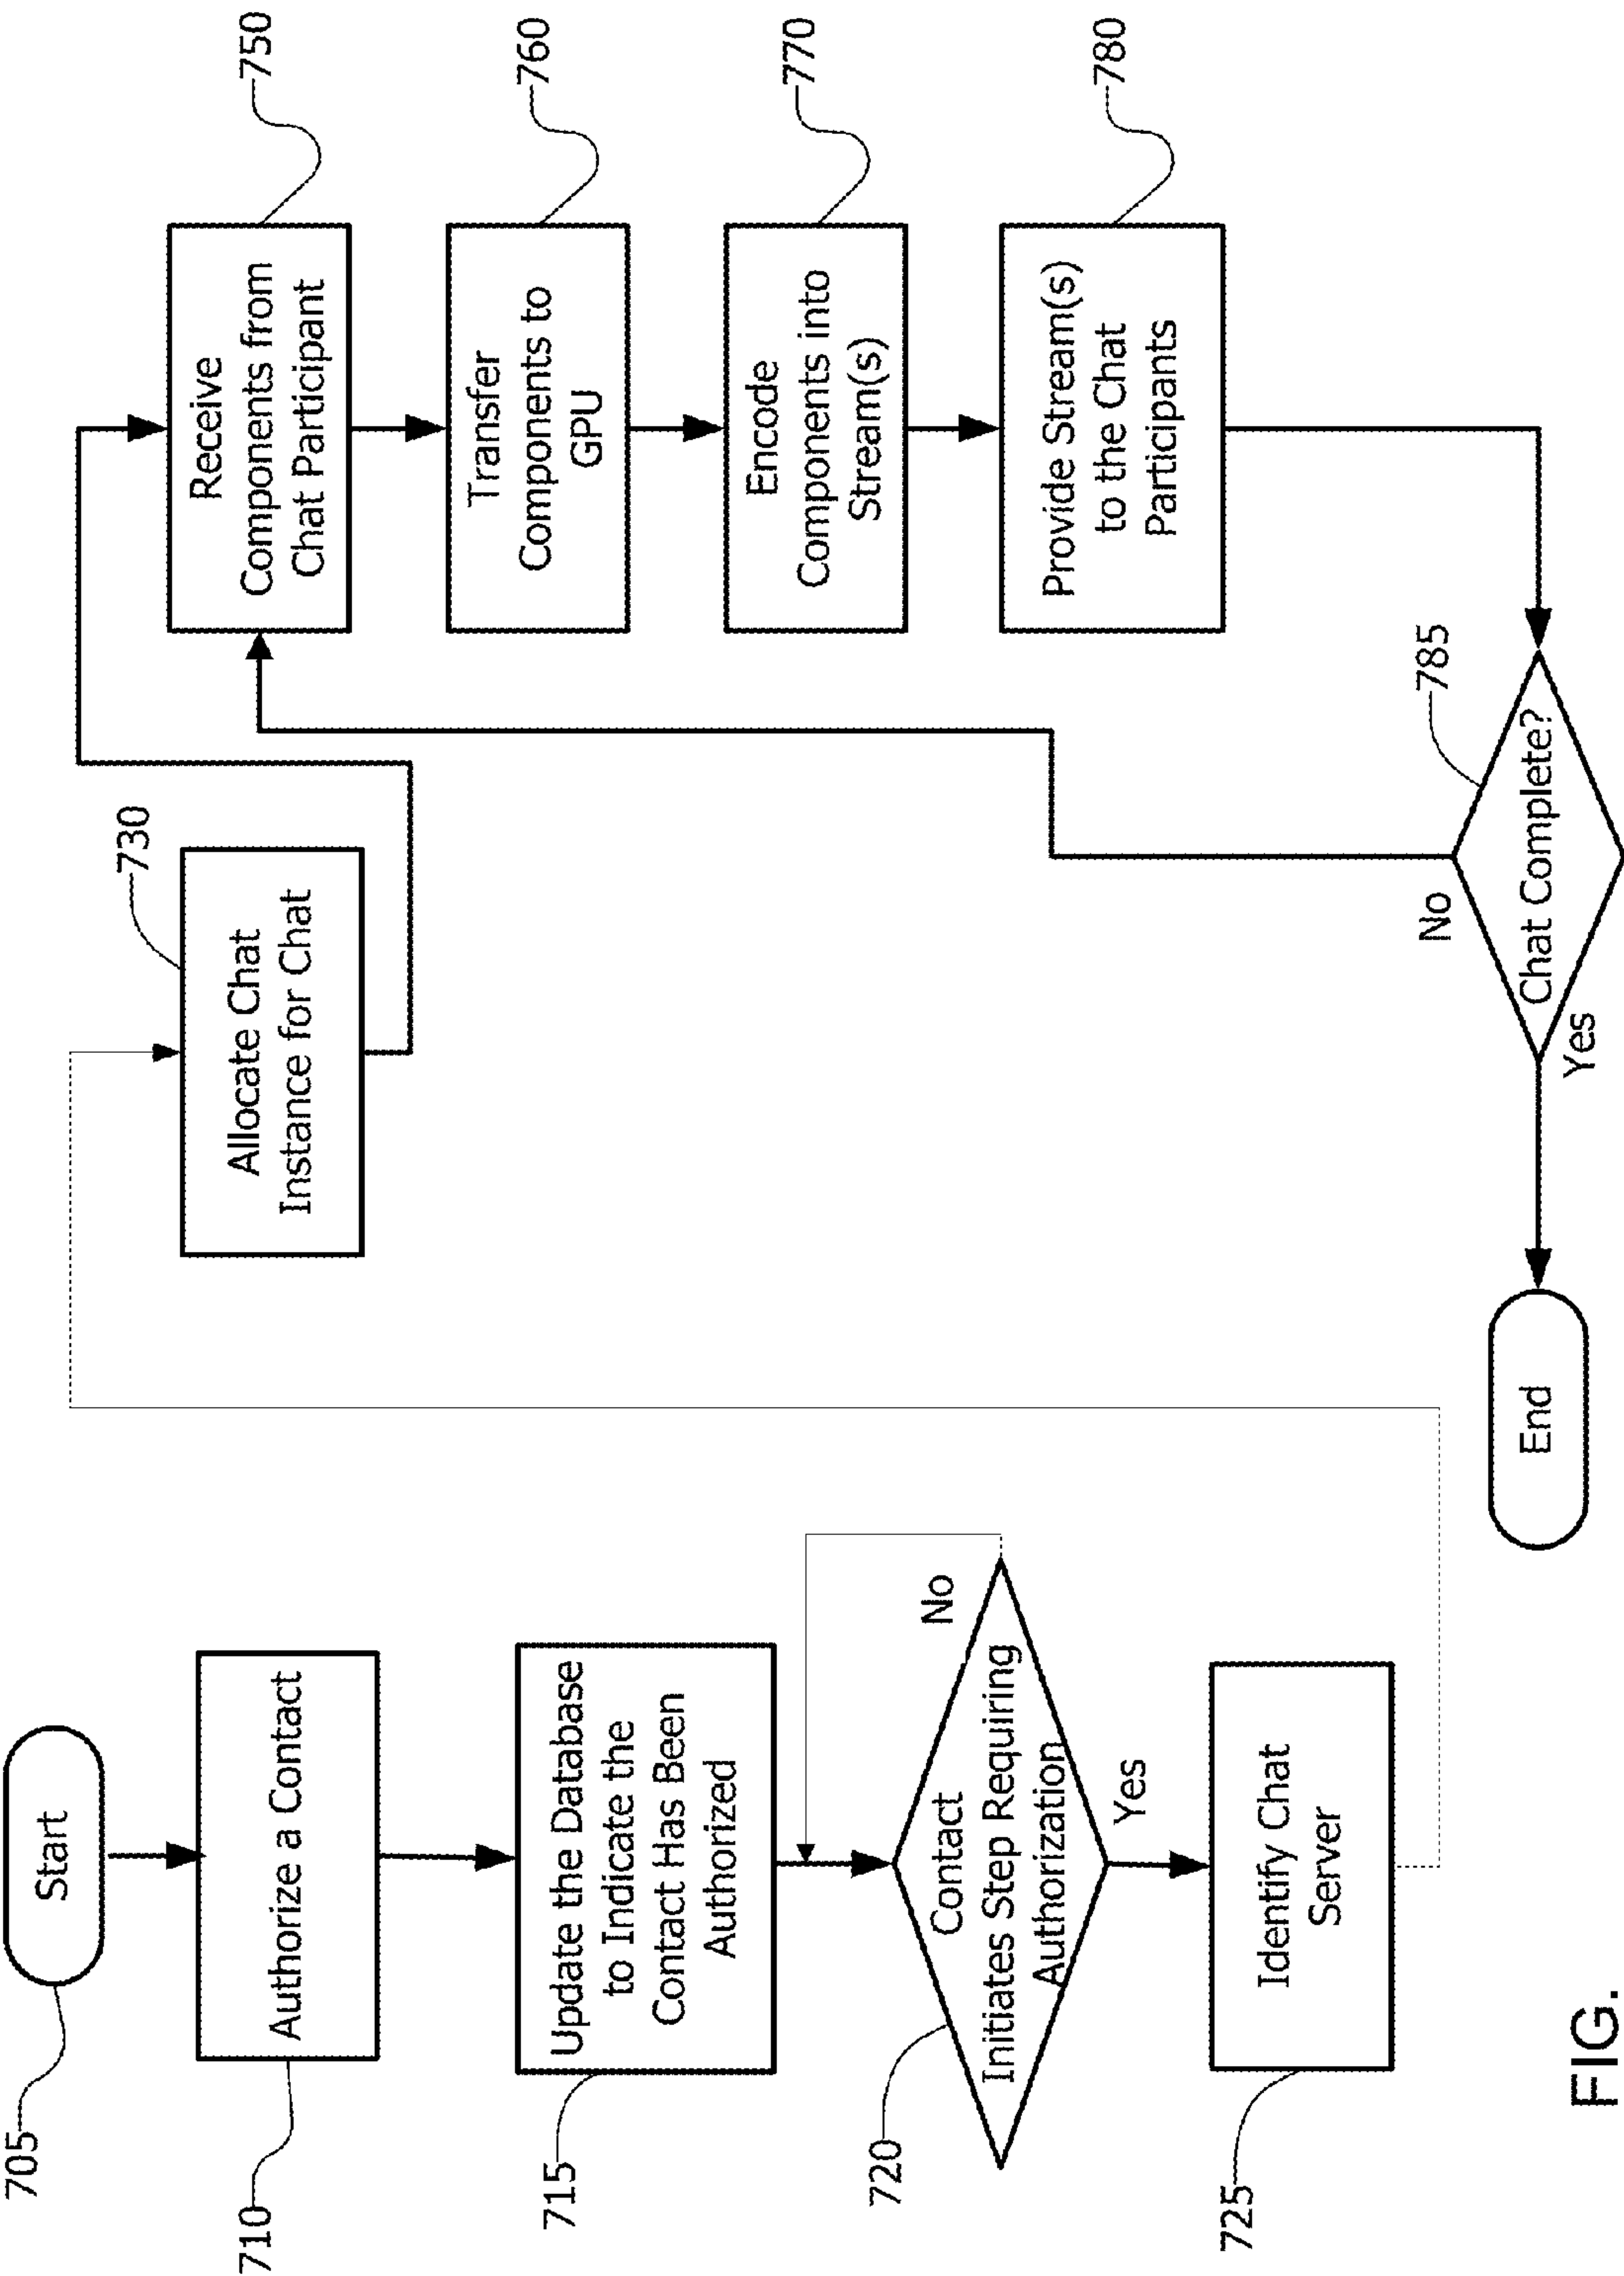 705
Start
710
Authorize a Contact
715
Update the Database
to Indicate the
Contact Has Been
Authorized
720
Contact
Initiates Step Requiring
Authorization
No
Yes
725
Identify Chat
Server
730
Allocate Chat
Instance for Chat
750
Receive
Components from
Chat Participant
760
Transfer
Components to
GPU
770
Encode
Components into
Stream(s)
780
Provide Stream(s)
to the Chat
Participants
785
Chat Complete?
No
Yes
End
FIG.